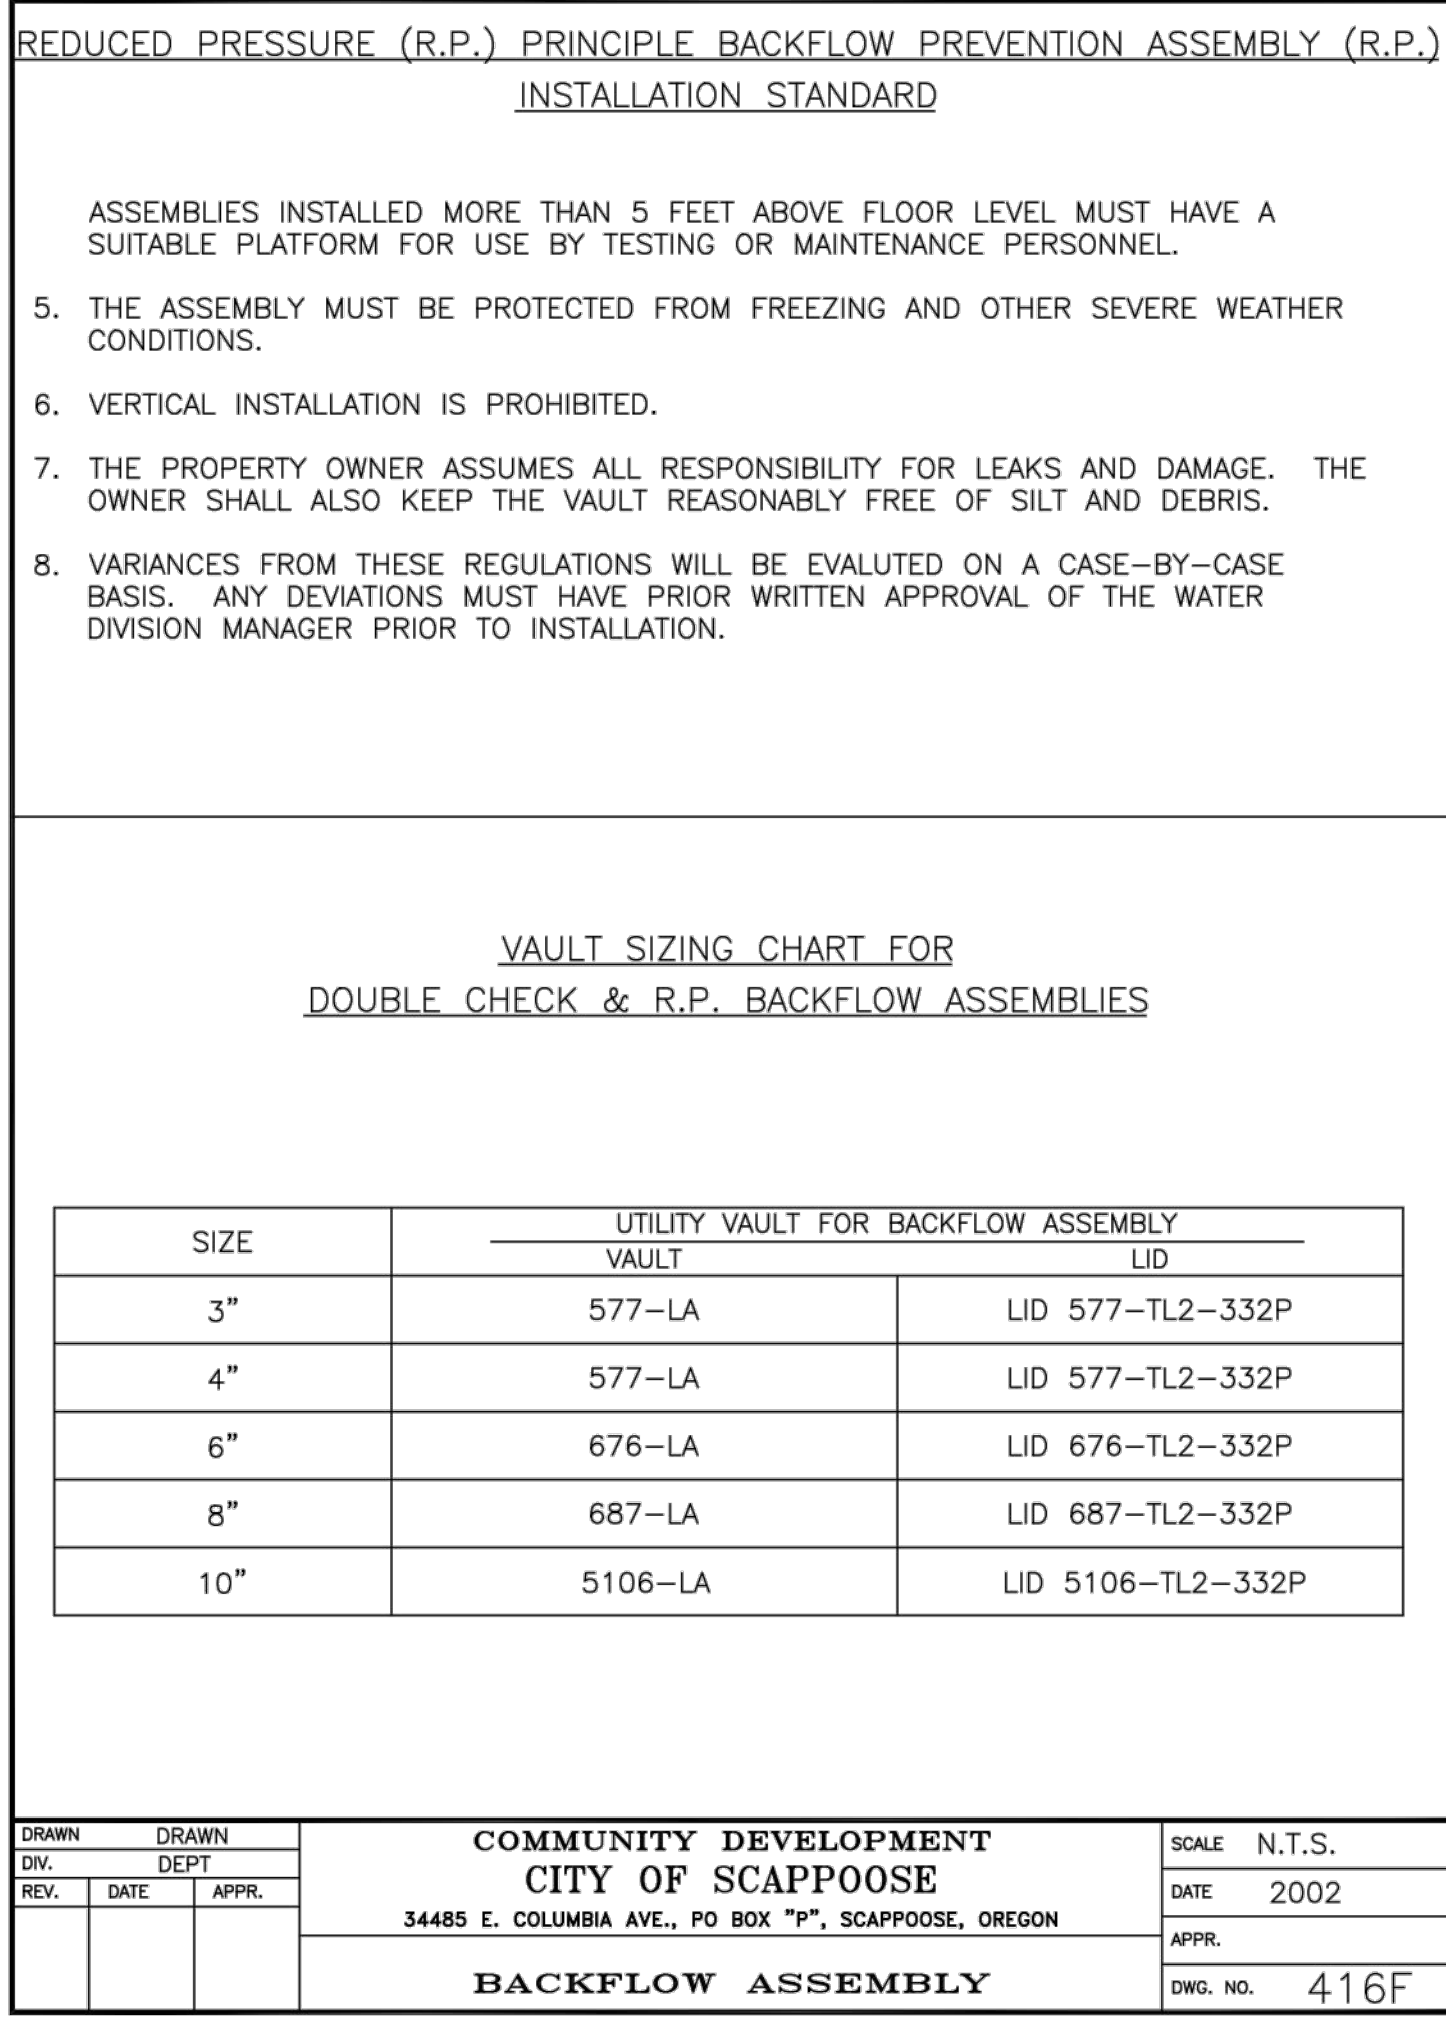 REDUCED PRESSURE (R.P.) PRINCIPLE BACKFLOW PREVENTION ASSEMBLY (R.P.)
INSTALLATION STANDARD
ASSEMBLIES INSTALLED MORE THAN 5 FEET ABOVE FLOOR LEVEL MUST HAVE A
SUITABLE PLATFORM FOR USE BY TESTING OR MAINTENANCE PERSONNEL.
5. THE ASSEMBLY MUST BE PROTECTED FROM FREEZING AND OTHER SEVERE WEATHER
CONDITIONS.
6. VERTICAL INSTALLATION IS PROHIBITED.
7. THE PROPERTY OWNER ASSUMES ALL RESPONSIBILITY FOR LEAKS AND DAMAGE. THE
OWNER SHALL ALSO KEEP THE VAULT REASONABLY FREE OF SILT AND DEBRIS.
8. VARIANCES FROM THESE REGULATIONS WILL BE EVALUTED ON A CASE-BY-CASE
BASIS. ANY DEVIATIONS MUST HAVE PRIOR WRITTEN APPROVAL OF THE WATER
DIVISION MANAGER PRIOR TO INSTALLATION.
VAULT SIZING CHART FOR
DOUBLE CHECK & R.P. BACKFLOW ASSEMBLIES
SIZE UTILITY VAULT FOR BACKFLOW ASSEMBLY
VAULT LID
3" 577-LA LID 577-TL2-332P
4" 577-LA LID 577-TL2-332P
6" 676-LA LID 676-TL2-332P
8" 687-LA LID 687-TL2-332P
10" 5106-LA LID 5106-TL2-332P
DRAWN DRAWN
DIV. DEPT
REV. DATE APPR.
COMMUNITY DEVELOPMENT
CITY OF SCAPPOOSE
34485 E. COLUMBIA AVE., PO BOX "P", SCAPPOOSE, OREGON
BACKFLOW ASSEMBLY
SCALE N.T.S.
DATE 2002
APPR.
DWG. NO. 416F